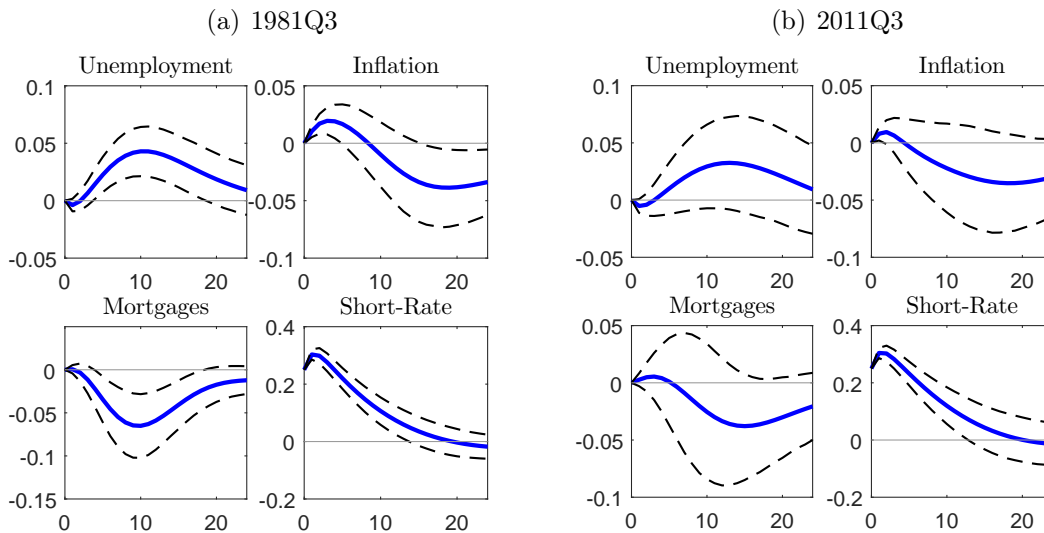 (a) 1981Q3
(b) 2011Q3
Unemployment
Inflation
Unemployment
Inflation
0.1
0.05
0
-0.05
0.05
0
-0.05
-0.1
0.1
0.05
0
-0.05
0.05
0
-0.05
-0.1
0 10 20
0 10 20
0 10 20
0 10 20
Mortgages
Short-Rate
Mortgages
Short-Rate
0
-0.05
-0.1
-0.15
0.4
0.2
0
-0.2
0.05
0
-0.05
-0.1
0.4
0.2
0
-0.2
0 10 20
0 10 20
0 10 20
0 10 20